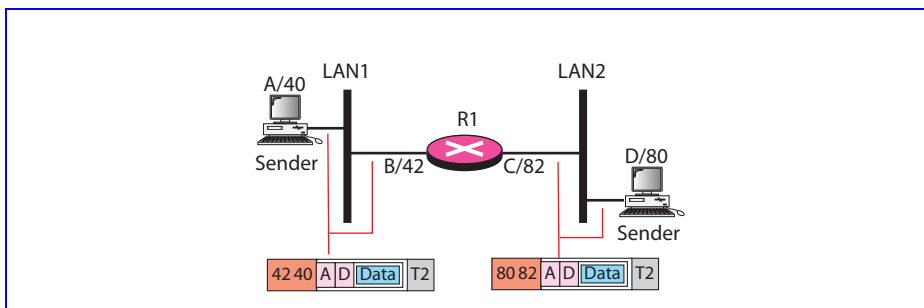 LAN1
LAN2
A/40
R1
D/80
Sender
B/42
C/82
Sender
42 40 A D Data T2
80 82 A D Data T2